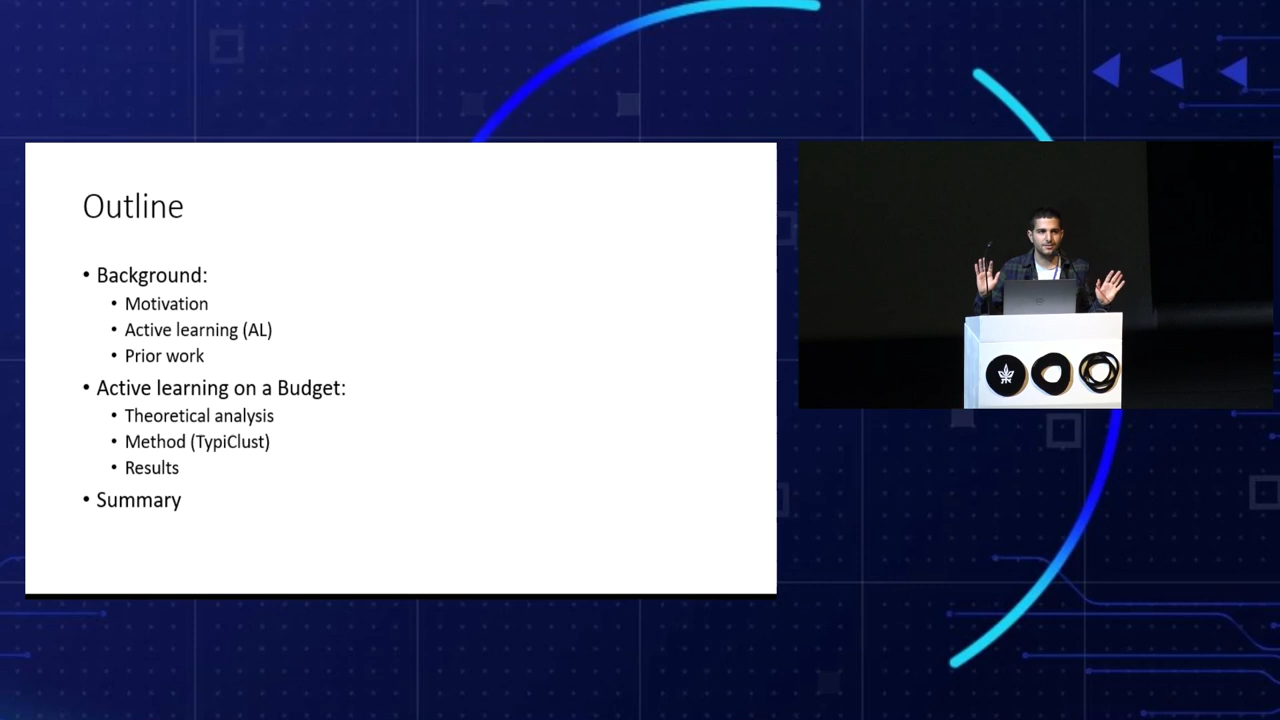 Outline
• Background:
• Motivation
• Active learning (AL)
• Prior work
• Active learning on a Budget:
• Theoretical analysis
• Method (TypiClust)
• Results
• Summary